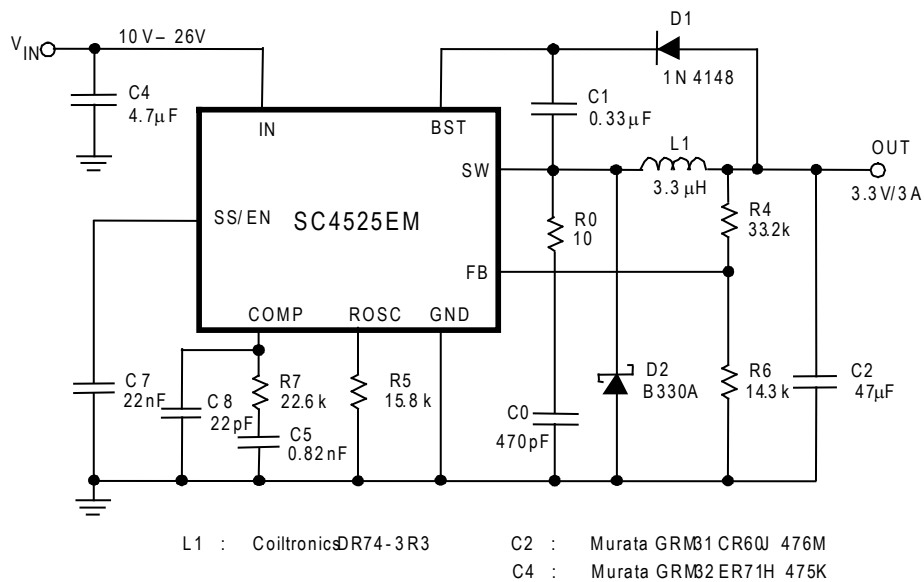 D1
V IN 10 V – 26V
1N 4148
C4
4.7µF
C1
0.33µF
IN
BST
L1
OUT
SW
3.3 µH
3.3V/3A
SS/EN
SC4525EM
R0
10
R4
33.2k
FB
COMP
ROSC
GND
C7
22nF
C8
22pF
R7
22.6k
R5
15.8 k
C5
0.82nF
C0
470pF
D2
B330A
R6
14.3k
C2
47µF
L1 : Coiltronics DR74-3R3
C2 : Murata GRM31CR60J 476M
C4 : Murata GRM32ER71H 475K